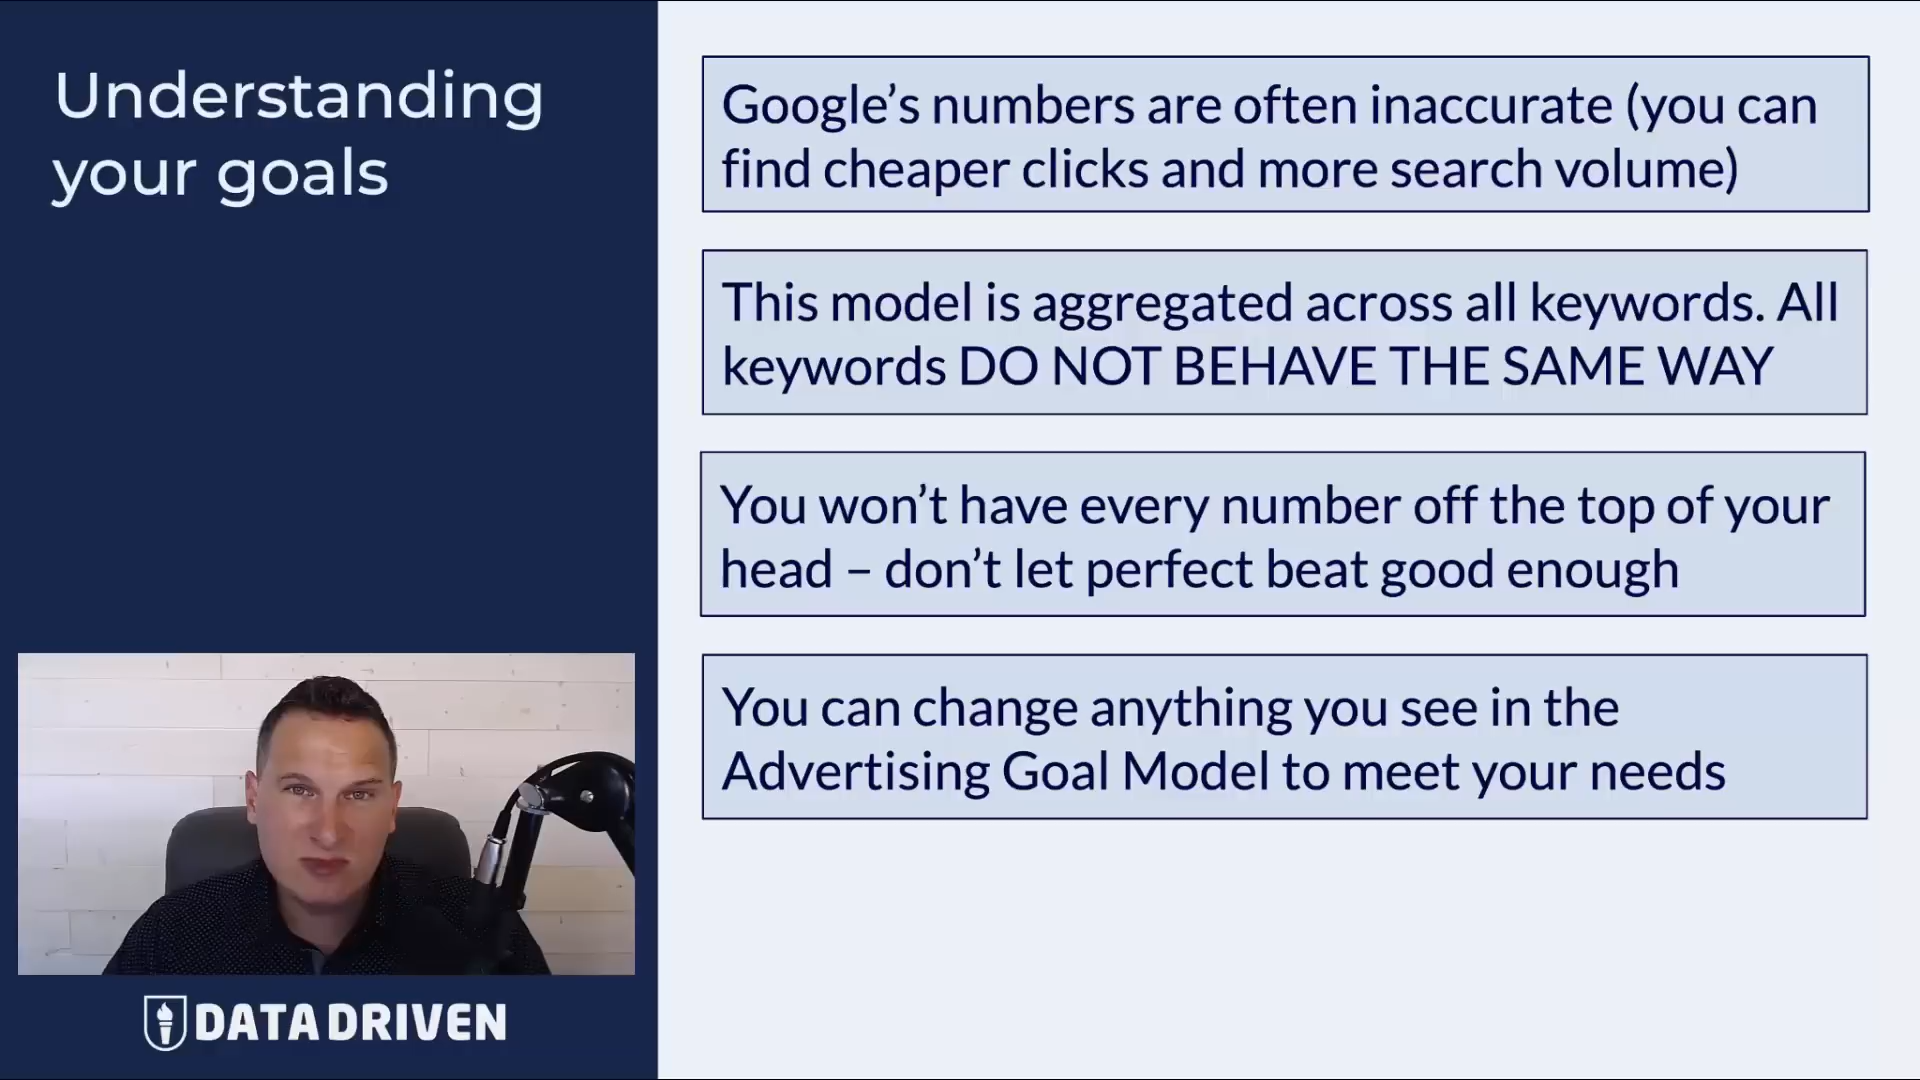 Understanding
your goals
Google’s numbers are often inaccurate (you can
find cheaper clicks and more search volume)
This model is aggregated across all keywords. All
keywords DO NOT BEHAVE THE SAME WAY
You won’t have every number off the top of your
head – don’t let perfect beat good enough
You can change anything you see in the
Advertising Goal Model to meet your needs
DATA DRIVEN